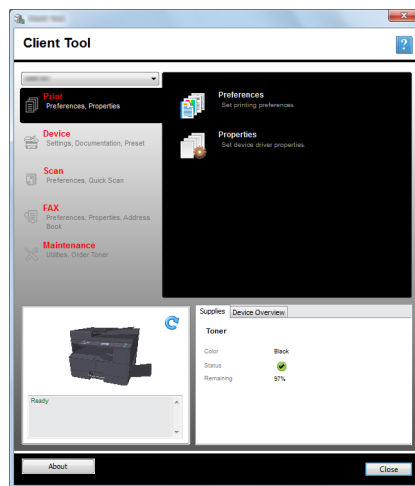 Client Tool
?
Print
Preferences, Properties
Device
Settings, Documentation, Preset
Scan
Preferences, Quick Scan
FAX
Preferences, Properties, Address
Book
Maintenance
Utilities, Order Toner
Preferences
Set printing preferences.
Properties
Set device driver properties.
Ready
Supplies Device Overview
Toner
Color Black
Status
Remaining 97%
About
Close